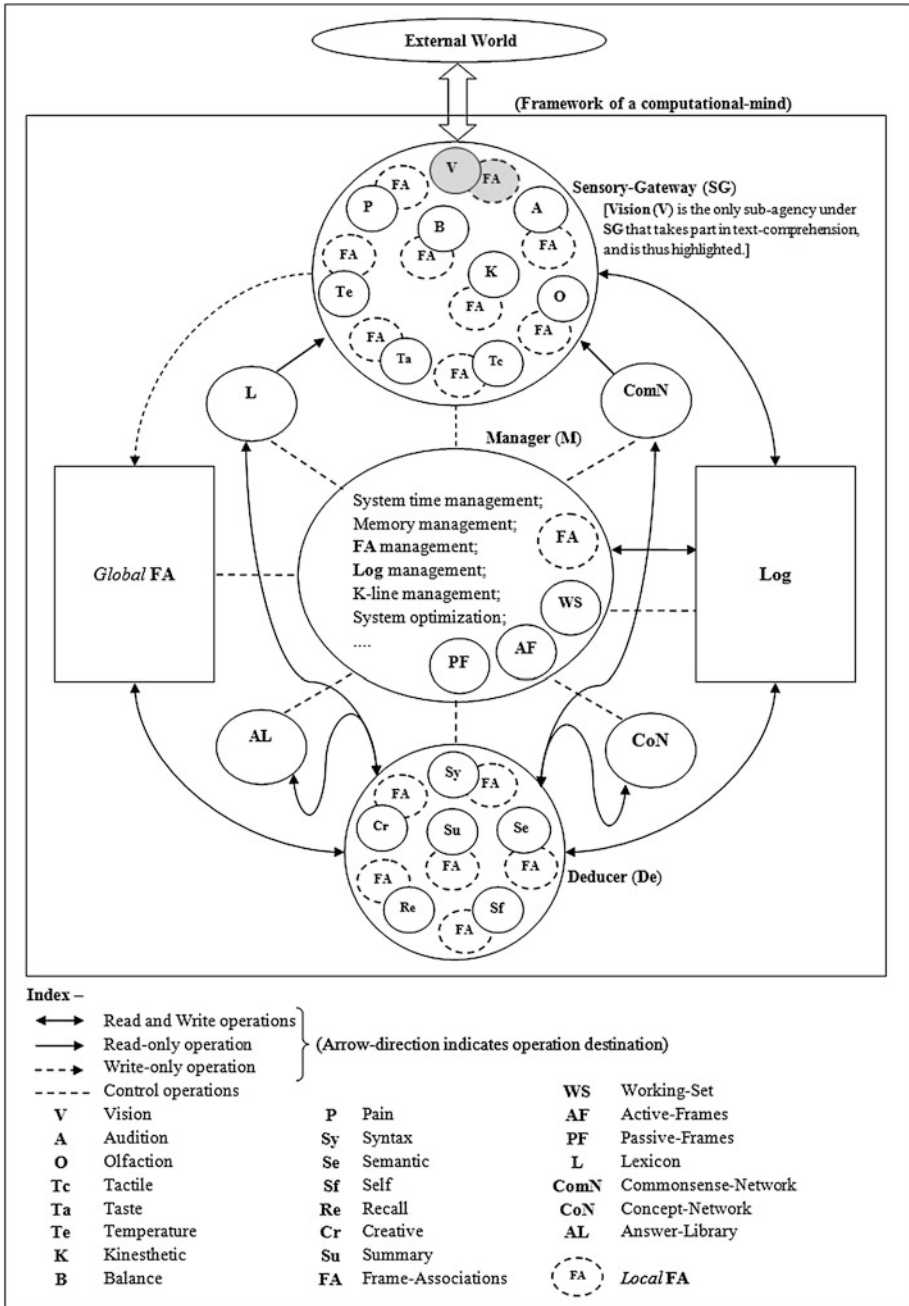 External World
(Framework of a computational-mind)
V
FA
FA
Sensory-Gateway (SG)
P
A
[Vision (V) is the only sub-agency under
SG that takes part in text-comprehension,
and is thus highlighted.]
B
FA
FA
FA
K
Te
O
FA
FA
FA
Ta
FA
Tc
L
ComN
Manager (M)
System time management;
Memory management;
FA management;
Log management;
K-line management;
System optimization;
....
FA
WS
AF
PF
Global FA
Log
AL
CoN
Sy
FA
FA
Cr
Su
Se
FA
FA
FA
Deducer (De)
Re
Sf
FA
Index –
Read and Write operations
Read-only operation
(Arrow-direction indicates operation destination)
Write-only operation
Control operations
WS Working-Set
V Vision P Pain AF Active-Frames
A Audition Sy Syntax PF Passive-Frames
O Olfaction Se Semantic L Lexicon
Tc Tactile Sf Self ComN Commonsense-Network
Ta Taste Re Recall CoN Concept-Network
Te Temperature Cr Creative AL Answer-Library
K Kinesthetic Su Summary
B Balance FA Frame-Associations FA Local FA